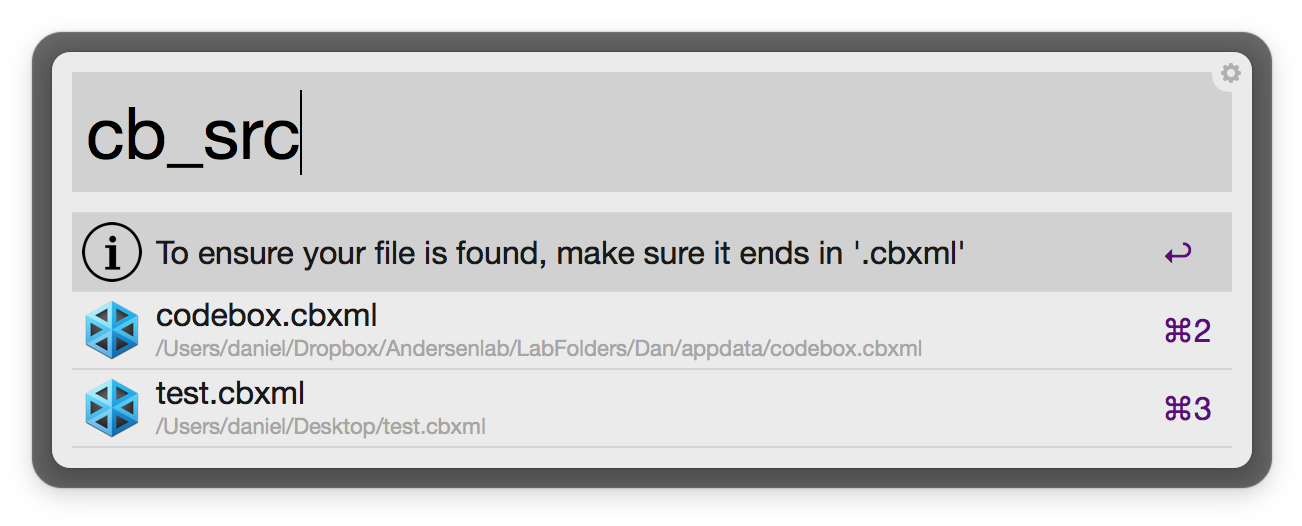 cb_src
To ensure your file is found, make sure it ends in '.cbxml'
↩
codebox.cbxml
/Users/daniel/Dropbox/Andersenlab/LabFolders/Dan/appdata/codebox.cbxml
⌘2
test.cbxml
/Users/daniel/Desktop/test.cbxml
⌘3